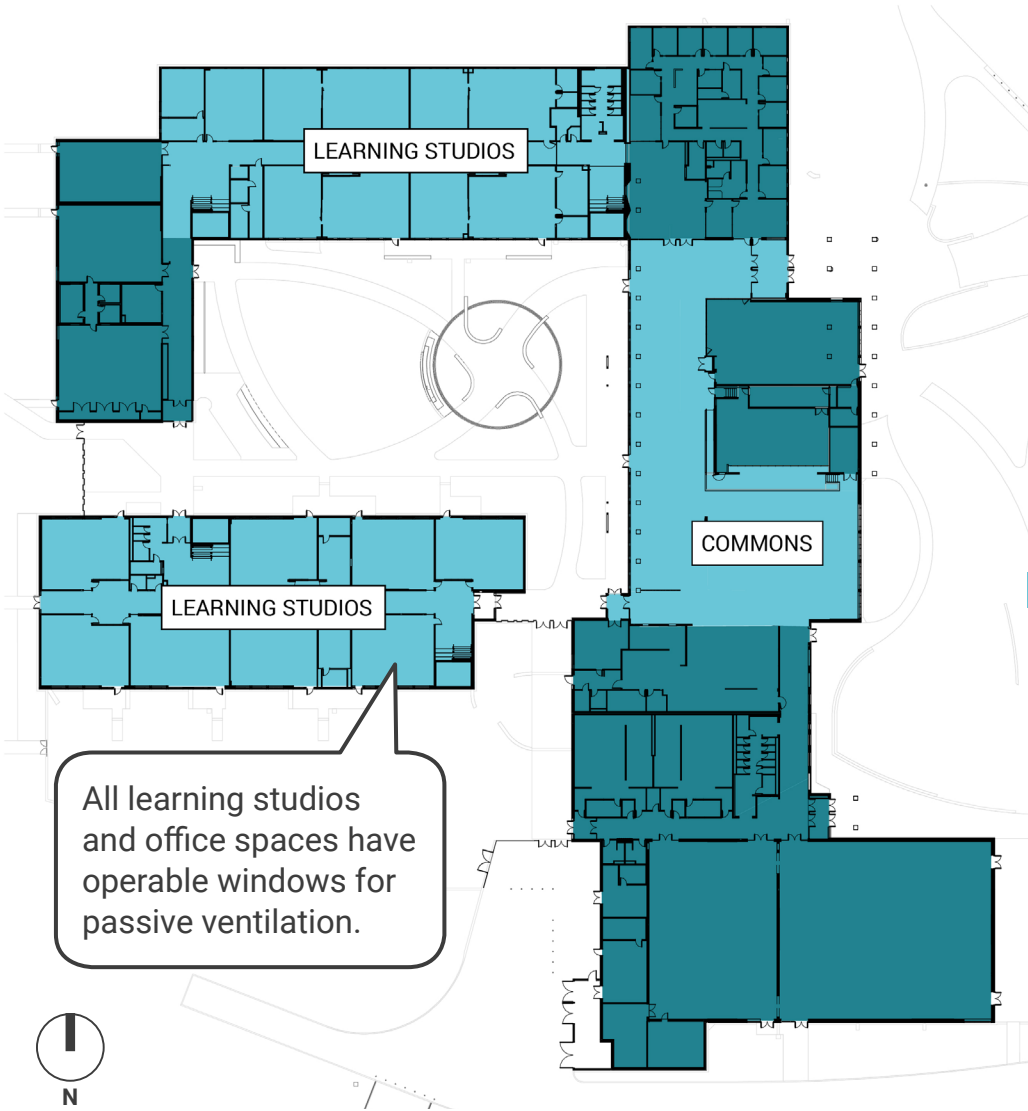 LEARNING STUDIOS
COMMONS
LEARNING STUDIOS
All learning studios
and office spaces have
operable windows for
passive ventilation.
N